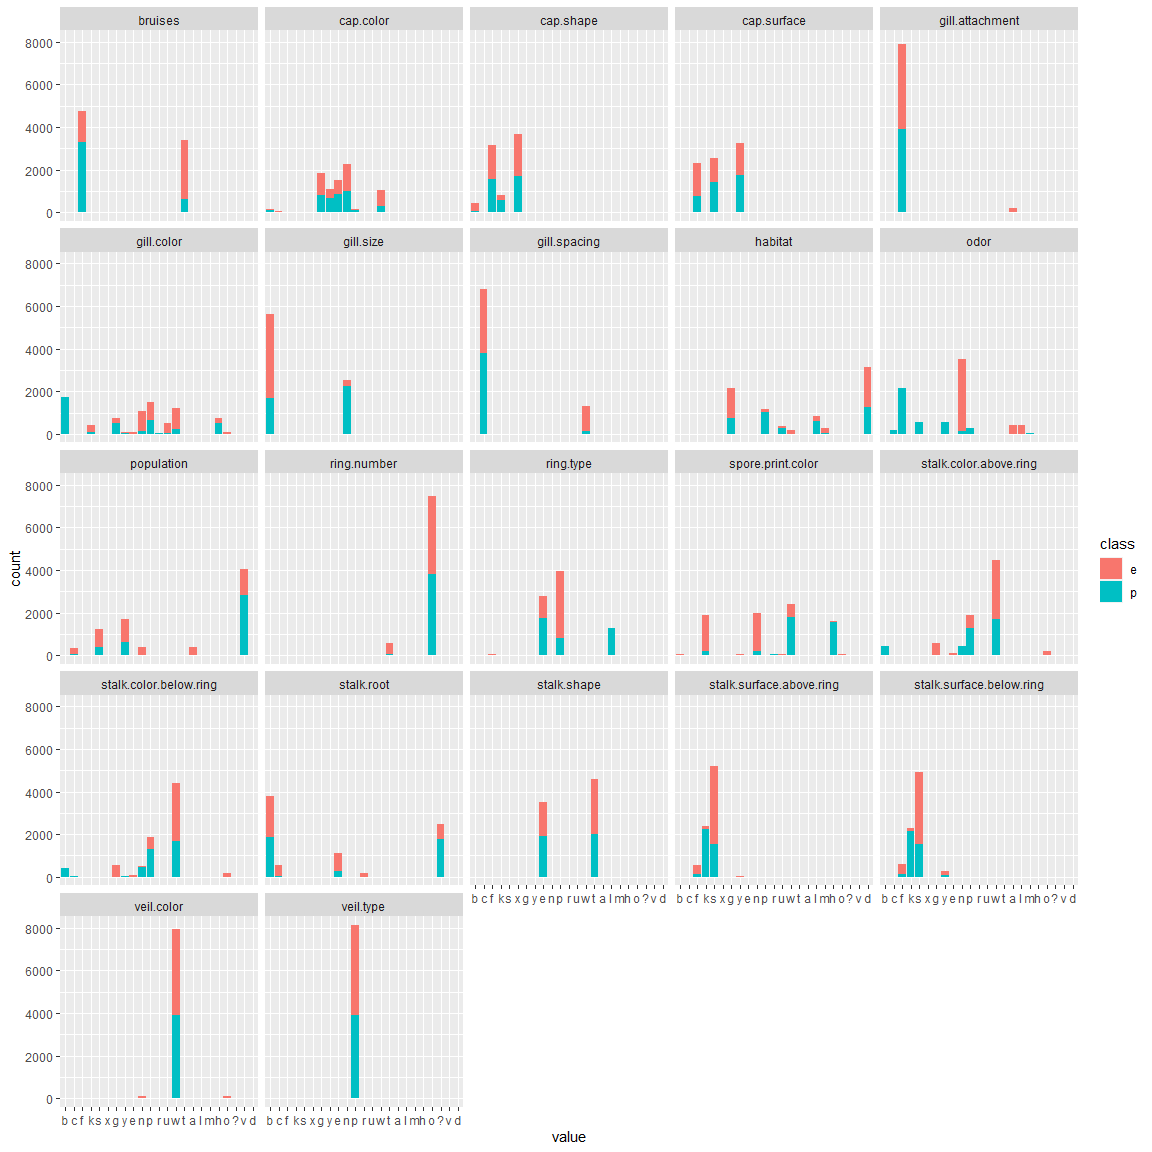 bruises cap.color cap.shape cap.surface gill.attachment
8000
6000
4000
2000
0
gill.color gill.size gill.spacing habitat odor
8000
6000
4000
2000
0
population ring.number ring.type spore.print.color stalk.color.above.ring
8000
6000
4000
2000
0
count
class
e
p
stalk.color.below.ring stalk.root stalk.shape stalk.surface.above.ring stalk.surface.below.ring
8000
6000
4000
2000
0
b c f k s x g y e n p r u w t a l m h o ? v d b c f k s x g y e n p r u w t a l m h o ? v d b c f k s x g y e n p r u w t a l m h o ? v d
veil.color veil.type
8000
6000
4000
2000
0
b c f k s x g y e n p r u w t a l m h o ? v d b c f k s x g y e n p r u w t a l m h o ? v d
value